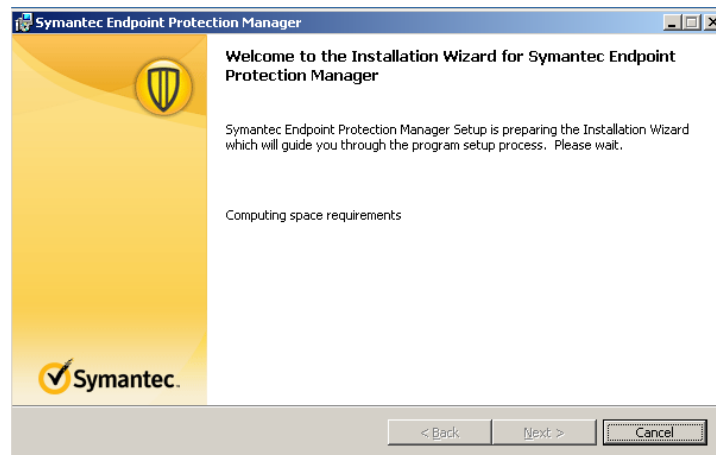 Symantec Endpoint Protection Manager
Welcome to the Installation Wizard for Symantec Endpoint
Protection Manager
Symantec Endpoint Protection Manager Setup is preparing the Installation Wizard
which will guide you through the program setup process. Please wait.
Computing space requirements
Symantec.
< Back
Next >
Cancel